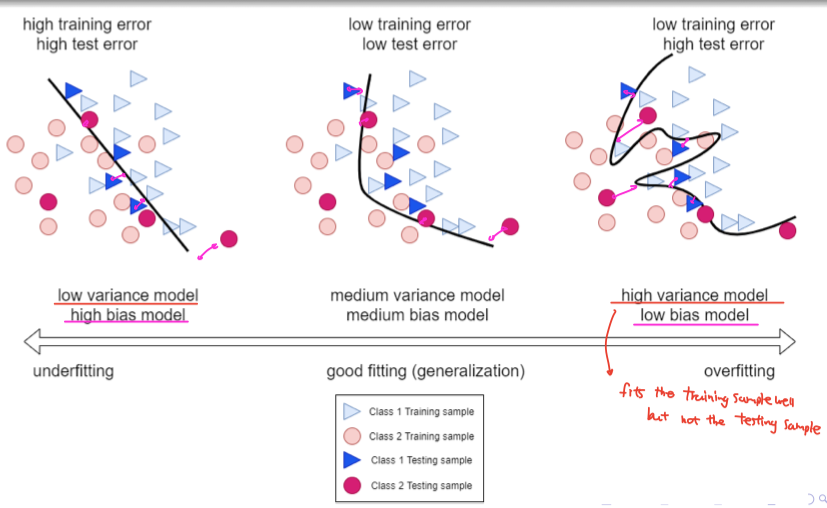 high training error
high test error
low training error
low test error
low training error
high test error
low variance model
high bias model
medium variance model
medium bias model
high variance model
low bias model
underfitting
good fitting (generalization)
overfitting
fits the training sample well
but not the testing sample
Class 1 Training sample
Class 2 Training sample
Class 1 Testing sample
Class 2 Testing sample